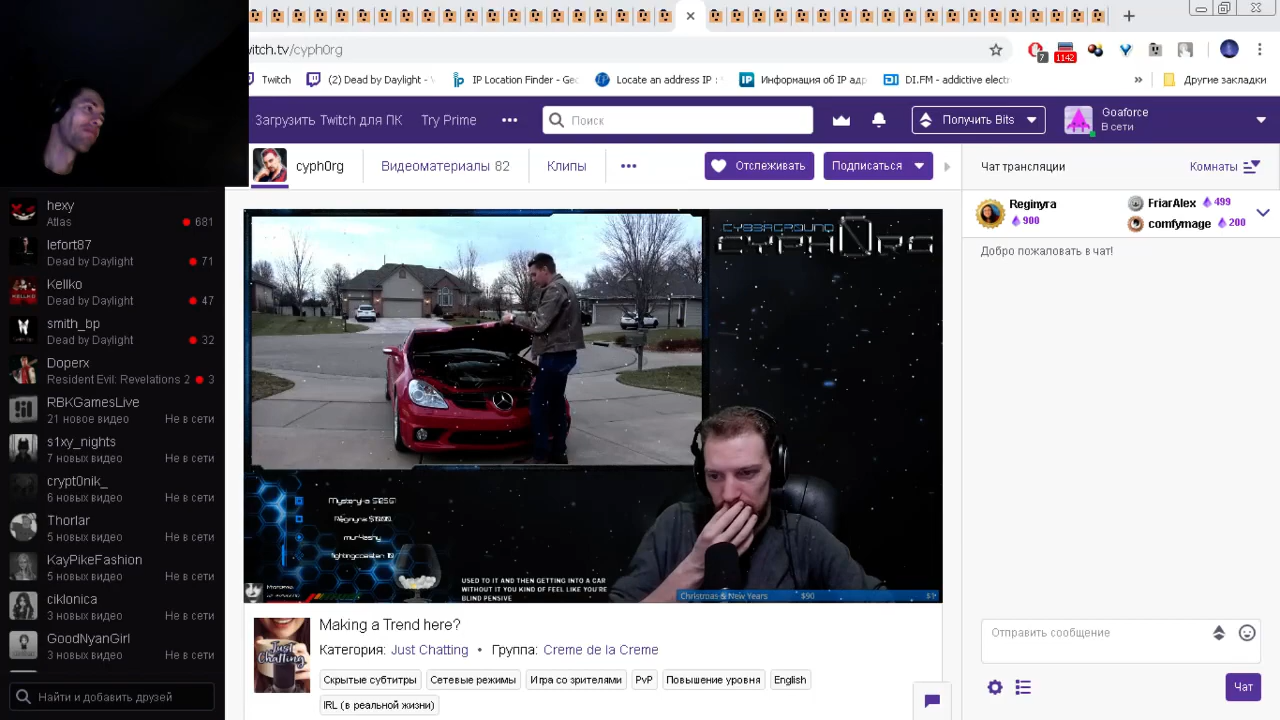 witch.tv/cyph0rg
7
1142
Twitch
(2) Dead by Daylight - \
IP Location Finder - Geo
Locate an address IP :
Информация об IP адр
DI.FM - addictive electr
»
Другие закладки
Загрузить Twitch для ПК
Try Prime
Поиск
Получить Bits
Goaforce
В сети
cyph0rg
Видеоматериалы 82
Клипы
Отслеживать
Подписаться
Чат трансляции
Комнаты
hexy
Atlas
681
lefort87
Dead by Daylight
71
Kellko
Dead by Daylight
47
smith_bp
Dead by Daylight
32
Doperx
Resident Evil: Revelations 2
3
RBKGamesLive
21 новое видео
Не в сети
s1xy_nights
7 новых видео
Не в сети
crypt0nik_
6 новых видео
Не в сети
Thorlar
5 новых видео
Не в сети
KayPikeFashion
5 новых видео
Не в сети
ciklonica
3 новых видео
Не в сети
GoodNyanGirl
3 новых видео
Не в сети
Найти и добавить друзей
CYBERGROUND
CYPH0RG
Reginyra $1000
mur4ashy
USED TO IT AND THEN GETTING INTO A CAR
WITHOUT IT YOU KIND OF FEEL LIKE YOU'RE
BLIND PENSIVE
Christmas & New Years
$90
Making a Trend here?
Категория: Just Chatting • Группа: Creme de la Creme
Just Chatting
Скрытые субтитры
Сетевые режимы
Игра со зрителями
PvP
Повышение уровня
English
IRL (в реальной жизни)
Reginyra
900
FriarAlex
499
comfymage
200
Добро пожаловать в чат!
Отправить сообщение
Чат